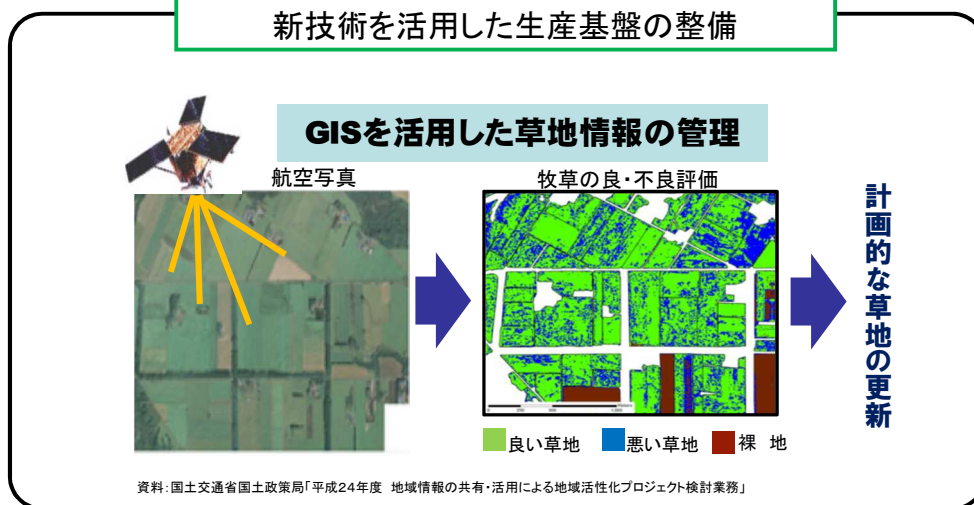 新技術を活用した生産基盤の整備
GISを活用した草地情報の管理
航空写真
牧草の良・不良評価
計画的な草地の更新
良い草地
悪い草地
裸 地
資料:国土交通省国土政策局「平成24年度 地域情報の共有・活用による地域活性化プロジェクト検討業務」